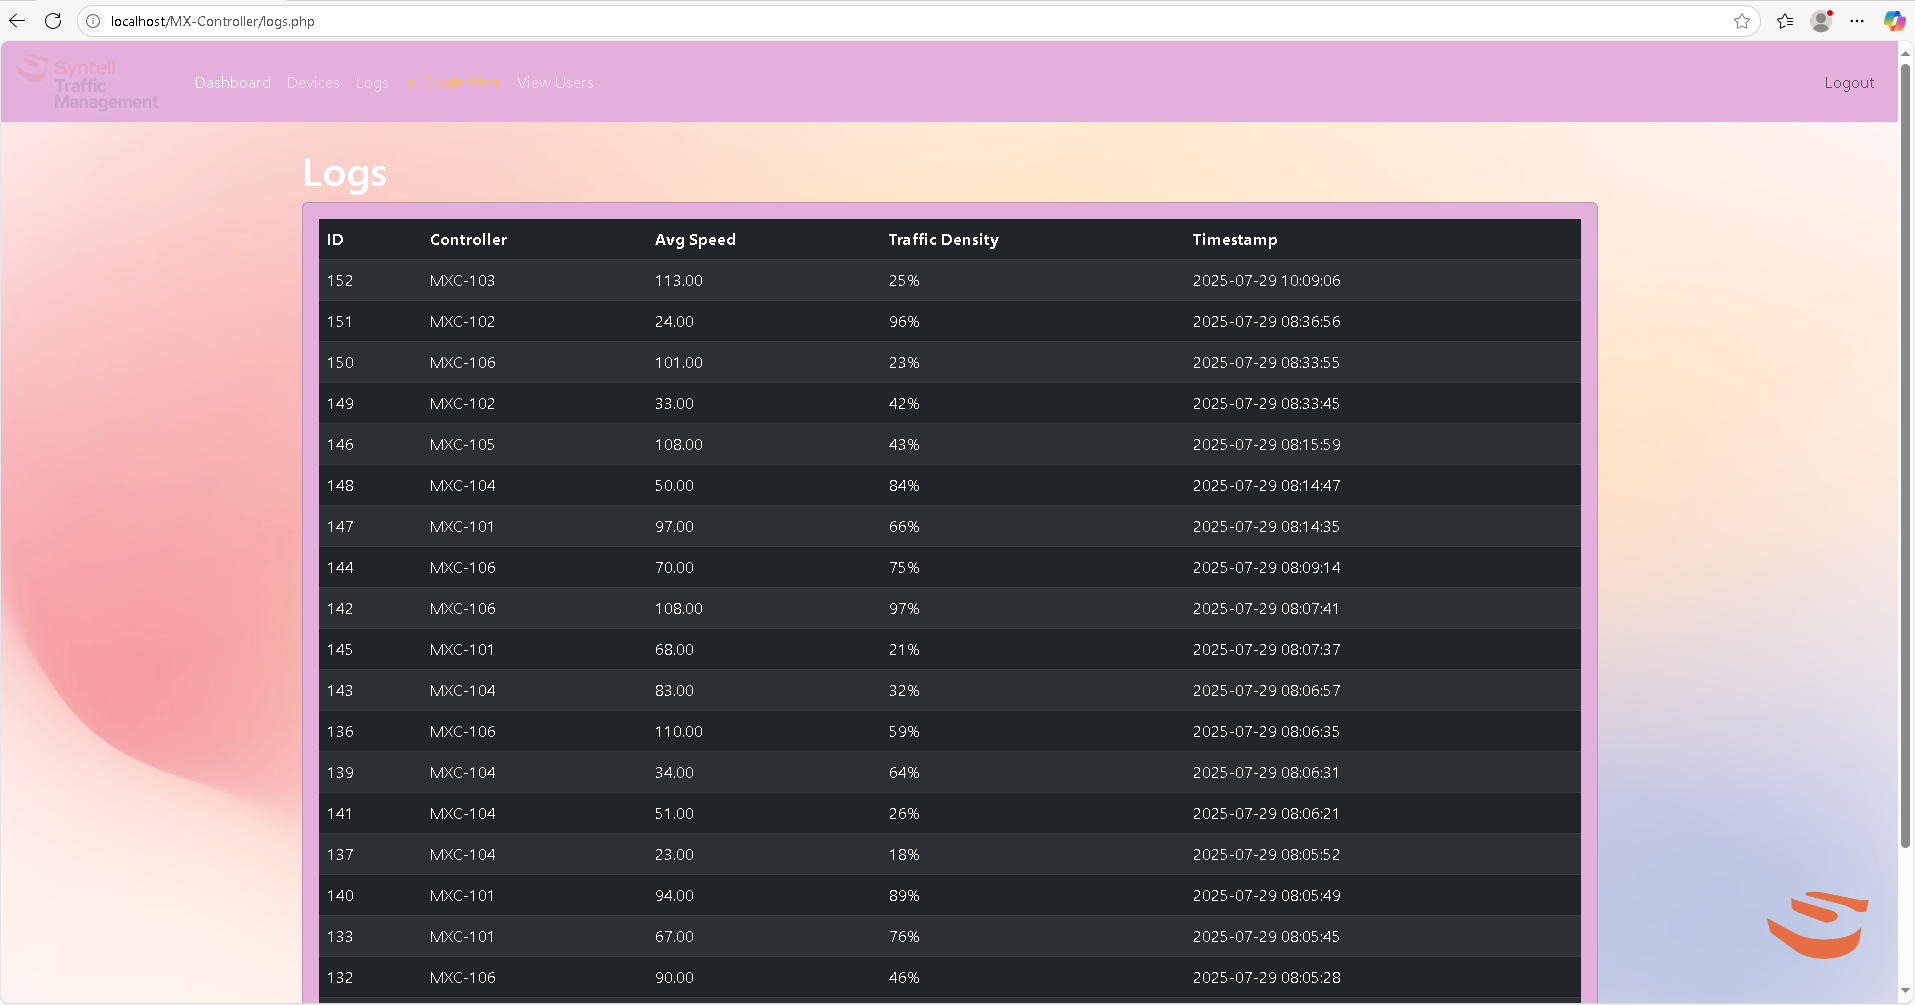 localhost/MX-Controller/logs.php
Syntell
Traffic
Management
Dashboard Devices Logs + Create User View Users Logout
Logs
ID Controller Avg Speed Traffic Density Timestamp
152 MXC-103 113.00 25% 2025-07-29 10:09:06
151 MXC-102 24.00 96% 2025-07-29 08:36:56
150 MXC-106 101.00 23% 2025-07-29 08:33:55
149 MXC-102 33.00 42% 2025-07-29 08:33:45
146 MXC-105 108.00 43% 2025-07-29 08:15:59
148 MXC-104 50.00 84% 2025-07-29 08:14:47
147 MXC-101 97.00 66% 2025-07-29 08:14:35
144 MXC-106 70.00 75% 2025-07-29 08:09:14
142 MXC-106 108.00 97% 2025-07-29 08:07:41
145 MXC-101 68.00 21% 2025-07-29 08:07:37
143 MXC-104 83.00 32% 2025-07-29 08:06:57
136 MXC-106 110.00 59% 2025-07-29 08:06:35
139 MXC-104 34.00 64% 2025-07-29 08:06:31
141 MXC-104 51.00 26% 2025-07-29 08:06:21
137 MXC-104 23.00 18% 2025-07-29 08:05:52
140 MXC-101 94.00 89% 2025-07-29 08:05:49
133 MXC-101 67.00 76% 2025-07-29 08:05:45
132 MXC-106 90.00 46% 2025-07-29 08:05:28